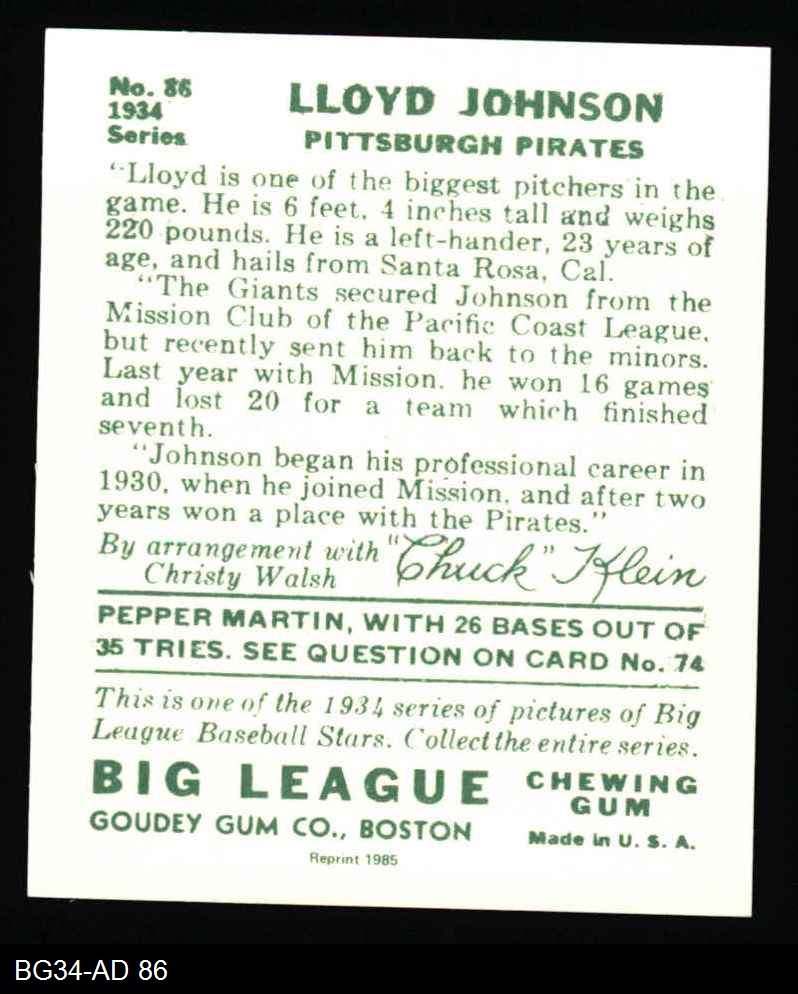 No. 86
1934
Series
LLOYD JOHNSON
PITTSBURGH PIRATES
"Lloyd is one of the biggest pitchers in the
game. He is 6 feet, 4 inches tall and weighs
220 pounds. He is a left-hander, 23 years of
age, and hails from Santa Rosa, Cal.
"The Giants secured Johnson from the
Mission Club of the Pacific Coast League,
but recently sent him back to the minors.
Last year with Mission, he won 16 games
and lost 20 for a team which finished
seventh.
"Johnson began his professional career in
1930, when he joined Mission, and after two
years won a place with the Pirates."
By arrangement with
Christy Walsh
"Chuck" Klein
PEPPER MARTIN, WITH 26 BASES OUT OF
35 TRIES. SEE QUESTION ON CARD No. 74
This is one of the 1934 series of pictures of Big
League Baseball Stars. Collect the entire series.
BIG LEAGUE
CHEWING
GUM
GOUDEY GUM CO., BOSTON
Made in U. S. A.
Reprint 1985
BG34-AD 86